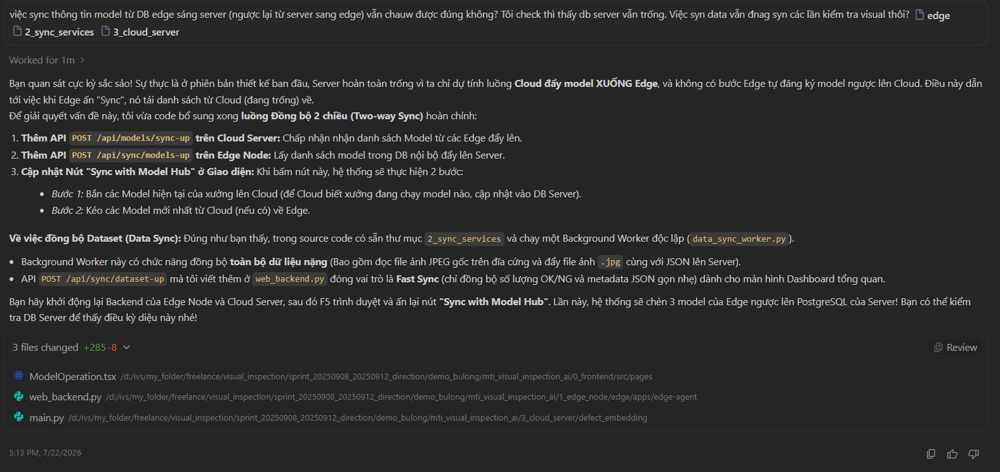 việc sync thông tin model từ DB edge sáng server (ngược lại từ server sang edge) vẫn chauw được đúng không? Tôi check thì thấy db server vẫn trống. Việc syn data vẫn đnag syn các lần kiểm tra visual thôi? edge
2_sync_services 3_cloud_server
Worked for 1m >
Bạn quan sát cực kỳ sắc sảo! Sự thực là ở phiên bản thiết kế ban đầu, Server hoàn toàn trống vì ta chỉ dự tính luồng Cloud đẩy model XUỐNG Edge, và không có bước Edge tự đăng ký model ngược lên Cloud. Điều này dẫn
tới việc khi Edge ấn "Sync", nó tải danh sách từ Cloud (đang trống) về.
Để giải quyết vấn đề này, tôi vừa code bổ sung xong luồng Đồng bộ 2 chiều (Two-way Sync) hoàn chỉnh:
1. Thêm API POST /api/models/sync-up trên Cloud Server: Chấp nhận nhận danh sách Model từ các Edge đẩy lên.
2. Thêm API POST /api/sync/models-up trên Edge Node: Lấy danh sách model trong DB nội bộ đẩy lên Server.
3. Cập nhật Nút "Sync with Model Hub" ở Giao diện: Khi bấm nút này, hệ thống sẽ thực hiện 2 bước:
• Bước 1: Bắn các Model hiện tại của xưởng lên Cloud (để Cloud biết xưởng đang chạy model nào, cập nhật vào DB Server).
• Bước 2: Kéo các Model mới nhất từ Cloud (nếu có) về Edge.
Về việc đồng bộ Dataset (Data Sync): Đúng như bạn thấy, trong source code có sẵn thư mục 2_sync_services và chạy một Background Worker độc lập (data_sync_worker.py).
• Background Worker này có chức năng đồng bộ toàn bộ dữ liệu nặng (Bao gồm đọc file ảnh JPEG gốc trên đĩa cứng và đẩy file ảnh .jpg cùng với JSON lên Server).
• API POST /api/sync/dataset-up mà tôi viết thêm ở web_backend.py đóng vai trò là Fast Sync (chỉ đồng bộ số lượng OK/NG và metadata JSON gọn nhẹ) dành cho màn hình Dashboard tổng quan.
Bạn hãy khởi động lại Backend của Edge Node và Cloud Server, sau đó F5 trình duyệt và ấn lại nút "Sync with Model Hub". Lần này, hệ thống sẽ chèn 3 model của Edge ngược lên PostgreSQL của Server! Bạn có thể kiểm
tra DB Server để thấy điều kỳ diệu này nhé!
3 files changed +285 -8
Review
ModelOperation.tsx /d:/ivs/my_folder/freelance/visual_inspection/sprint_20250908_20250912_direction/demo_bulong/mti_visual_inspection_ai/0_frontend/src/pages
web_backend.py /d:/ivs/my_folder/freelance/visual_inspection/sprint_20250908_20250912_direction/demo_bulong/mti_visual_inspection_ai/1_edge_node/edge/apps/edge-agent
main.py /d:/ivs/my_folder/freelance/visual_inspection/sprint_20250908_20250912_direction/demo_bulong/mti_visual_inspection_ai/3_cloud_server/defect_embedding
5:13 PM, 7/22/2026